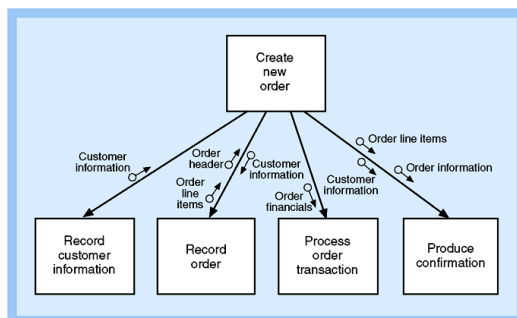 Create
new
order
Customer
information
Order
header
Order
line
items
Customer
information
Order
financials
Order line items
Customer
information
Order information
Record
customer
information
Record
order
Process
order
transaction
Produce
confirmation